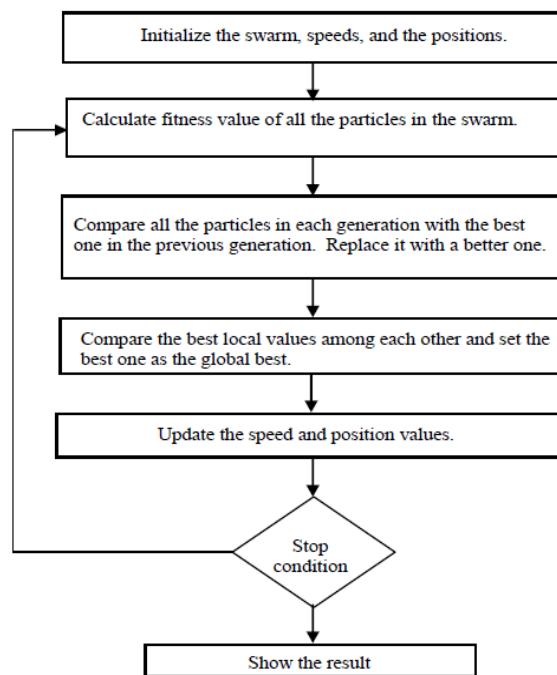 Initialize the swarm, speeds, and the positions.
Calculate fitness value of all the particles in the swarm.
Compare all the particles in each generation with the best
one in the previous generation. Replace it with a better one.
Compare the best local values among each other and set the
best one as the global best.
Update the speed and position values.
Stop
condition
Show the result